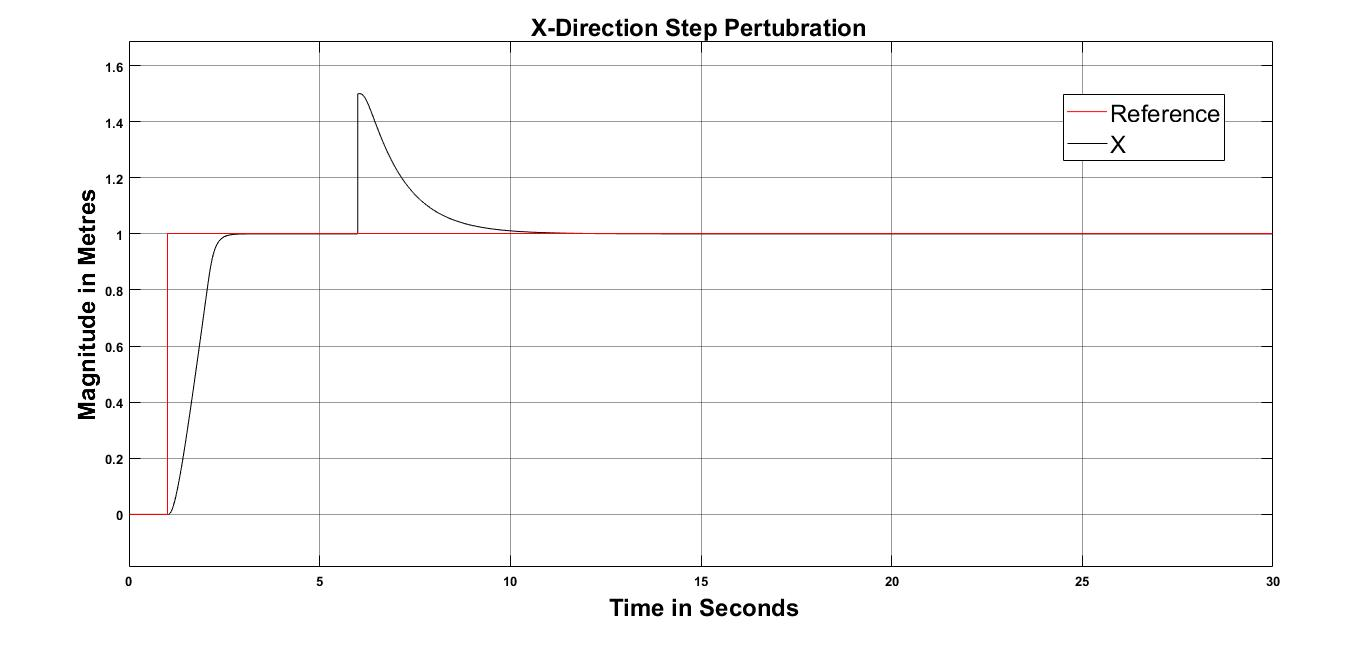 X-Direction Step Pertubration
1.6
1.4
1.2
1
0.8
0.6
0.4
0.2
0
Magnitude in Metres
Reference
X
0 5 10 15 20 25 30
Time in Seconds